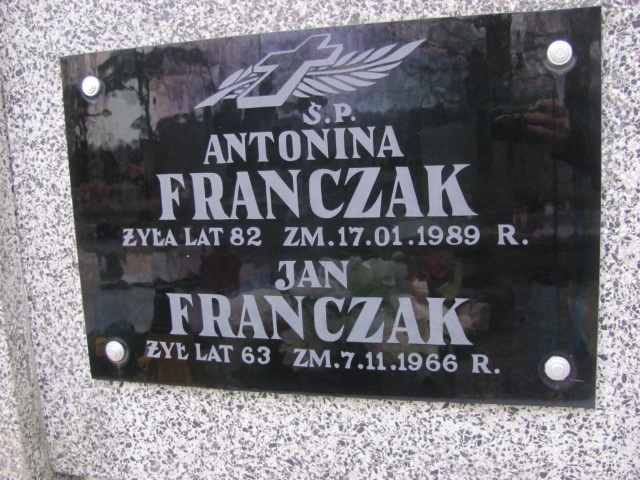 Ś.P.
ANTONINA
FRANCZAK
ŻYŁA LAT 82 ZM. 17.01.1989 R.
JAN
FRANCZAK
ŻYŁ LAT 63 ZM. 7.11.1966 R.